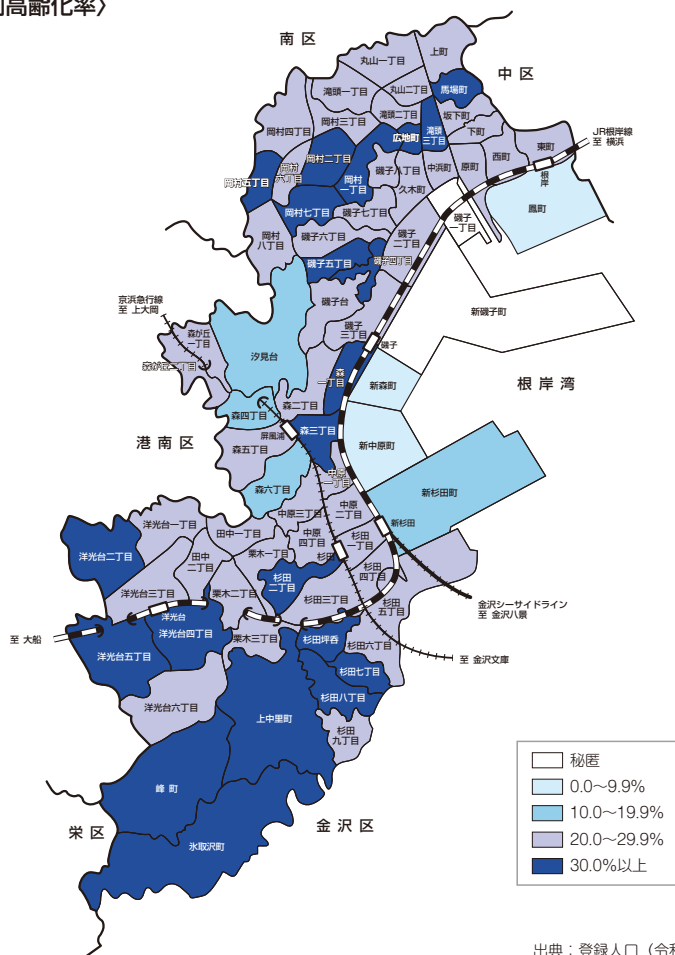 別高齢化率〉
南区
上町
丸山一丁目
中区
丸山二丁目
馬場町
滝頭一丁目
滝頭二丁目
坂下町
岡村三丁目
岡村四丁目
広地町
滝頭
三丁目
下町
JR根岸線
至 横浜
東町
西町
原町
中浜町
根岸
岡村二丁目
岡村
六丁目
岡村五丁目
岡村
一丁目
磯子八丁目
久木町
鳳町
岡村七丁目
磯子七丁目
磯子
一丁目
岡村
八丁目
磯子六丁目
磯子
二丁目
磯子五丁目
磯子四丁目
京浜急行線
至 上大岡
磯子台
新磯子町
磯子
三丁目
森が丘
一丁目
磯子
汐見台
森が丘二丁目
森
一丁目
新森町
根岸湾
森二丁目
森四丁目
港南区
屏風浦
森三丁目
森五丁目
新中原町
中原
一丁目
森六丁目
新杉田町
中原三丁目
中原
二丁目
洋光台一丁目
田中一丁目
中原
四丁目
新杉田
洋光台二丁目
田中
二丁目
栗木一丁目
杉田
杉田
一丁目
杉田
二丁目
杉田
四丁目
洋光台三丁目
栗木二丁目
杉田三丁目
杉田
五丁目
金沢シーサイドライン
至 金沢八景
洋光台
洋光台四丁目
至 大船
栗木三丁目
杉田坪呑
杉田六丁目
洋光台五丁目
至 金沢文庫
杉田七丁目
杉田八丁目
洋光台六丁目
上中里町
杉田
九丁目
峰町
栄区
金沢区
氷取沢町
秘匿
0.0〜9.9%
10.0〜19.9%
20.0〜29.9%
30.0%以上
出典：登録人口（令和